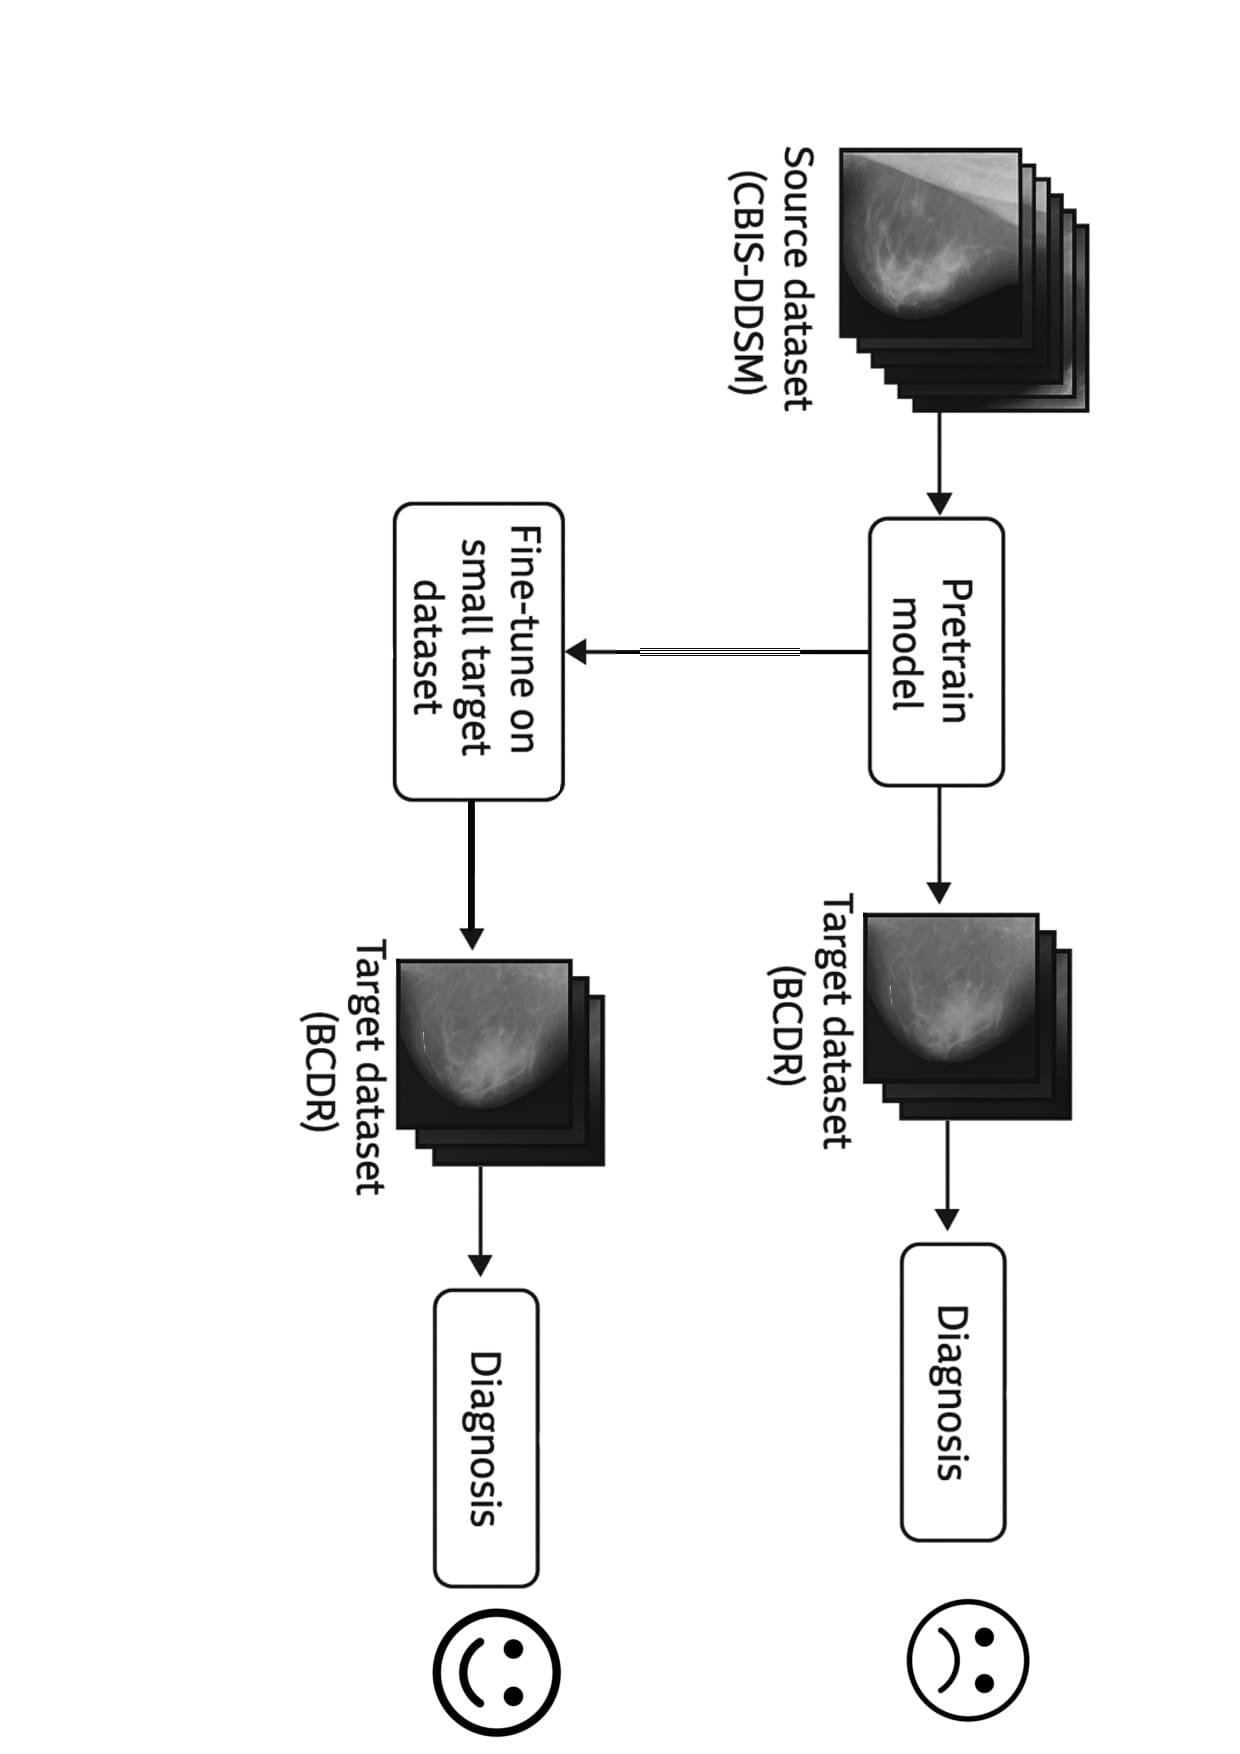 Source dataset
(CBIS-DDSM)
Pretrain
model
Target dataset
(BCDR)
Diagnosis
Fine-tune on
small target
dataset
Target dataset
(BCDR)
Diagnosis